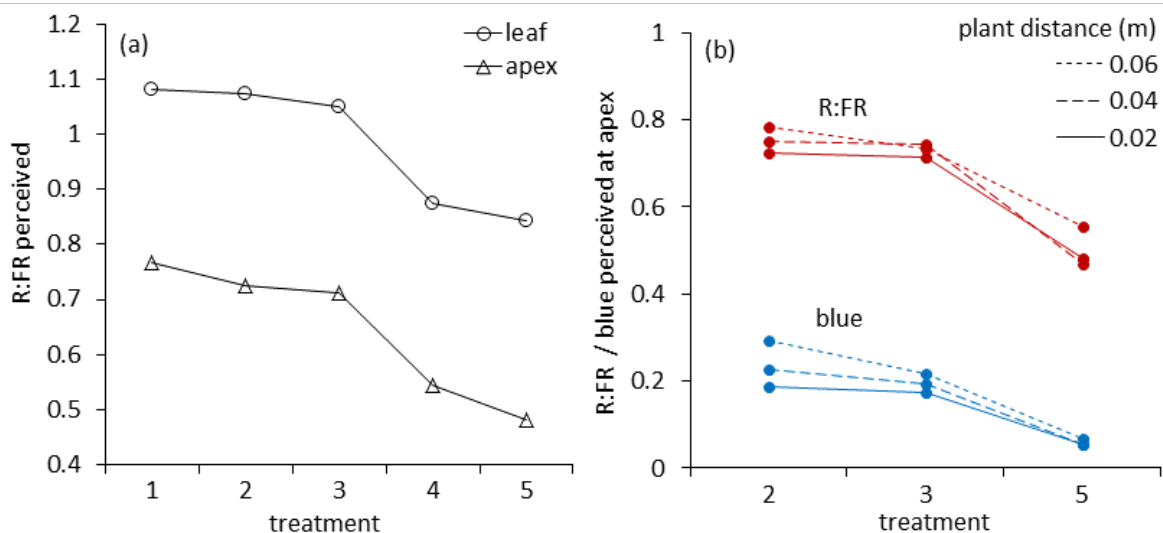 (a)
leaf
apex
1.2
1.1
1
0.9
0.8
0.7
0.6
0.5
0.4
R:FR perceived
1 2 3 4 5
treatment
(b)
plant distance (m)
0.06
0.04
0.02
R:FR
blue
1
0.8
0.6
0.4
0.2
0
R:FR / blue perceived at apex
2 3 5
treatment